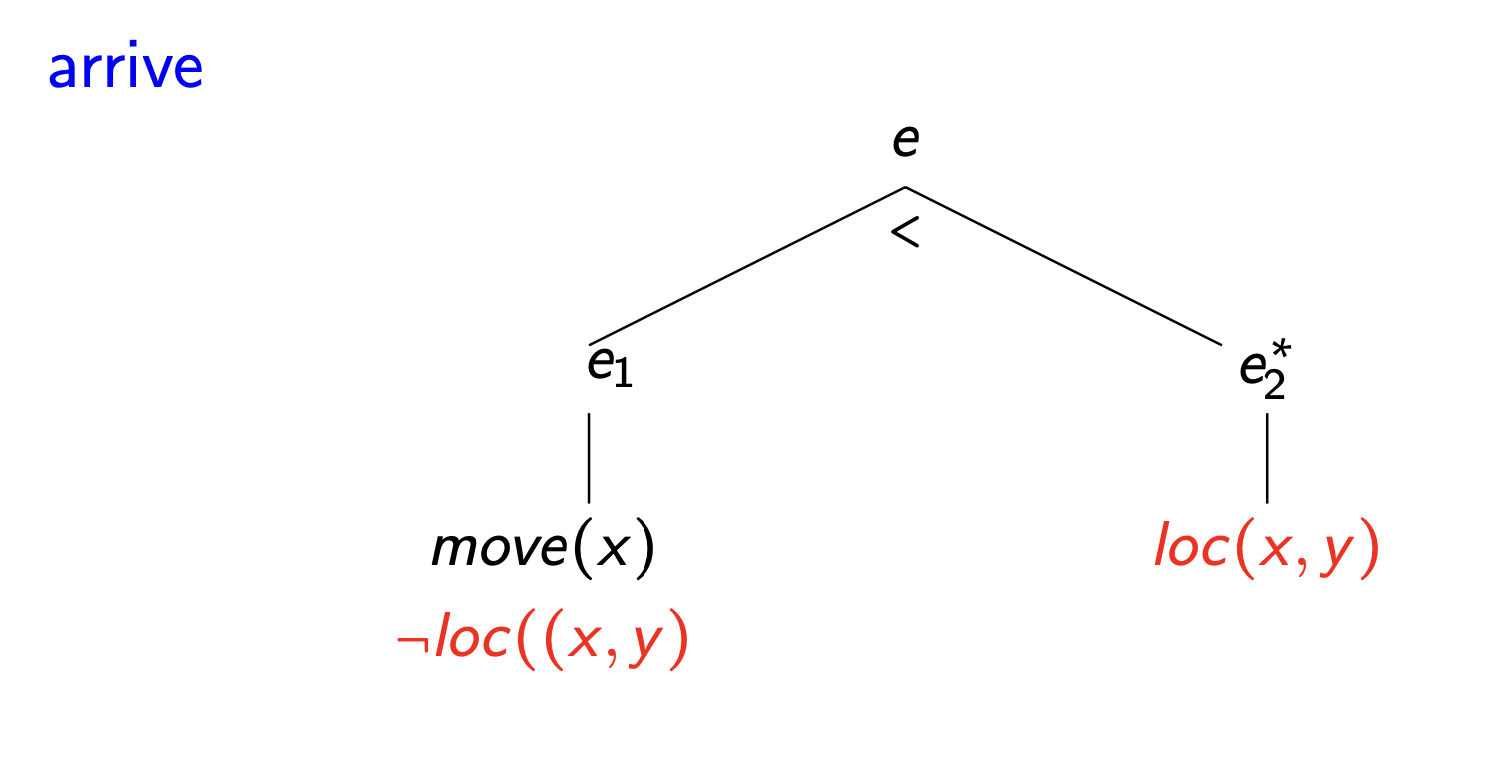 arrive
e
<
e₁ e₂*
move(x) loc(x, y)
¬loc((x, y)